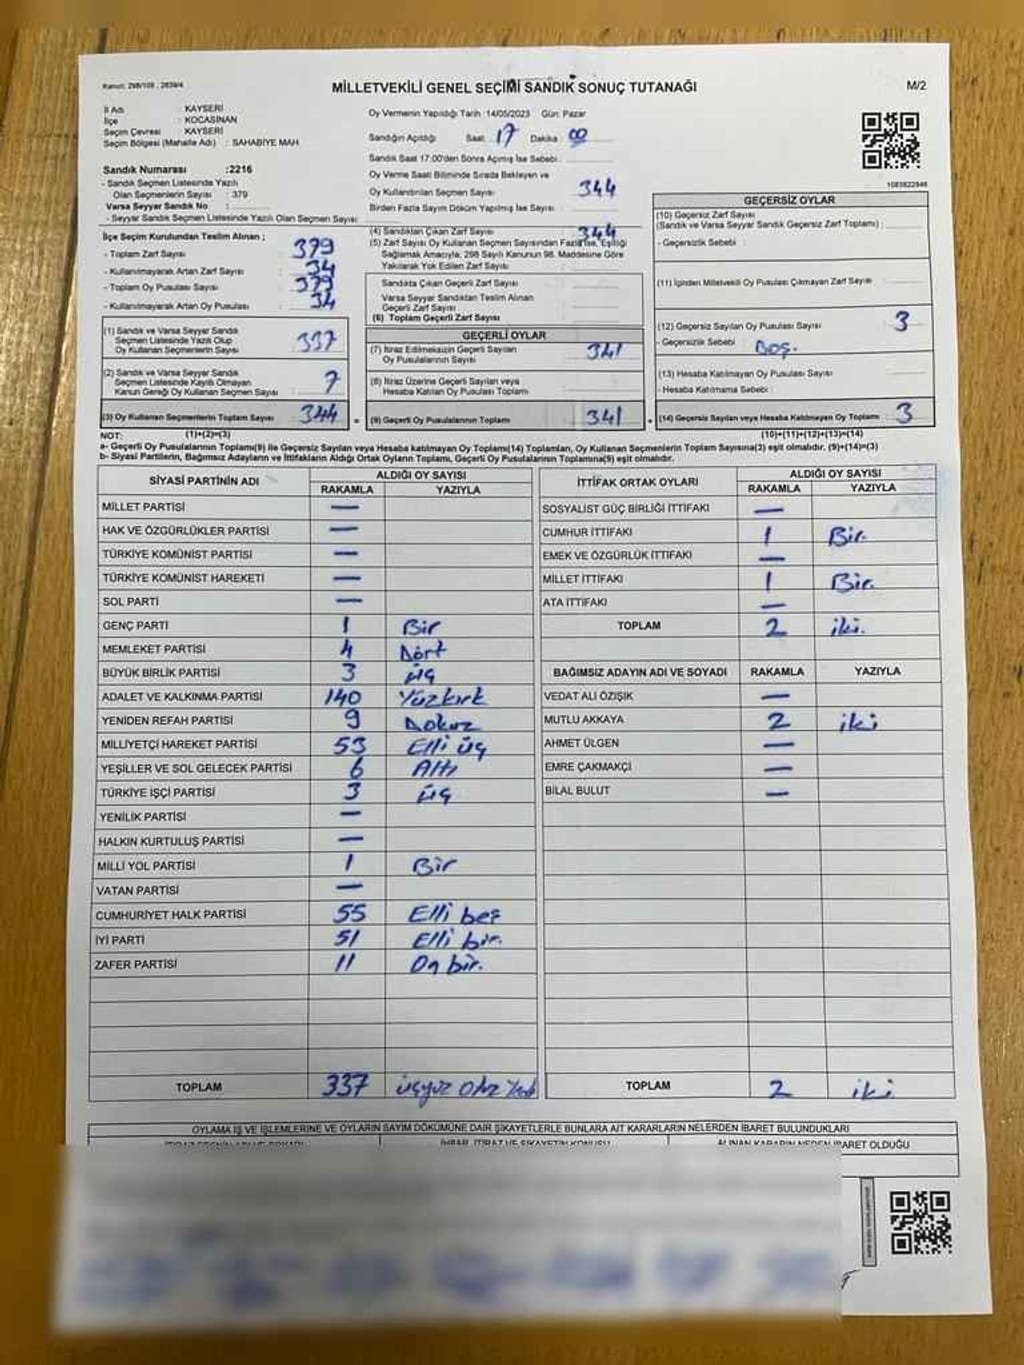 Kanun: 298/105 , 2839/4
MİLLETVEKİLİ GENEL SEÇİMİ SANDIK SONUÇ TUTANAĞI
M/2
İl Adı : KAYSERİ
İlçe : KOCASİNAN
Seçim Çevresi : KAYSERİ
Seçim Bölgesi (Mahalle Adı) : SAHABİYE MAH
Oy Vermenin Yapıldığı Tarih :14/05/2023 Gün: Pazar
Sandığın Açıldığı Saat: 17 Dakika 00
Sandık Saat 17:00'den Sonra Açılmış İse Sebebi :
Sandık Numarası :2216
- Sandık Seçmen Listesinde Yazılı
Olan Seçmenlerin Sayısı : 379
Varsa Seyyar Sandık No :
- Seyyar Sandık Seçmen Listesinde Yazılı Olan Seçmen Sayısı:
Oy Verme Saati Bitiminde Sırada Bekleyen ve
Oy Kullandırılan Seçmen Sayısı : 344
Birden Fazla Sayım Döküm Yapılmış İse Sayısı :
1083822946
İlçe Seçim Kurulundan Teslim Alınan ;
- Toplam Zarf Sayısı : 379
- Kullanılmayarak Artan Zarf Sayısı : 34
- Toplam Oy Pusulası Sayısı : 379
- Kullanılmayarak Artan Oy Pusulası : 34
(4) Sandıktan Çıkan Zarf Sayısı : 344
(5) Zarf Sayısı Oy Kullanan Seçmen Sayısından Fazla İse, Eşitliği
Sağlamak Amacıyla, 298 Sayılı Kanunun 98. Maddesine Göre
Yakılarak Yok Edilen Zarf Sayısı :
Sandıkta Çıkan Geçerli Zarf Sayısı :
Varsa Seyyar Sandıktan Teslim Alınan
Geçerli Zarf Sayısı :
(6) Toplam Geçerli Zarf Sayısı :
GEÇERSİZ OYLAR
(10) Geçersiz Zarf Sayısı
(Sandık ve Varsa Seyyar Sandık Geçersiz Zarf Toplamı) :
- Geçersizlik Sebebi :
(11) İçinden Milletvekili Oy Pusulası Çıkmayan Zarf Sayısı :
(12) Geçersiz Sayılan Oy Pusulası Sayısı : 3
- Geçersizlik Sebebi : Boş.
(13) Hesaba Katılmayan Oy Pusulası Sayısı :
- Hesaba Katılmama Sebebi :
(14) Geçersiz Sayılan veya Hesaba Katılmayan Oy Toplamı : 3
(10)+(11)+(12)+(13)=(14)
(1) Sandık ve Varsa Seyyar Sandık
Seçmen Listesinde Yazılı Olup
Oy Kullanan Seçmenlerin Sayısı : 337
(2) Sandık ve Varsa Seyyar Sandık
Seçmen Listesinde Kayıtlı Olmayan
Kanun Gereği Oy Kullanan Seçmen Sayısı : 7
(3) Oy Kullanan Seçmenlerin Toplam Sayısı : 344 =
GEÇERLİ OYLAR
(7) İtiraz Edilmeksizin Geçerli Sayılan
Oy Pusulalarının Sayısı : 341
(8) İtiraz Üzerine Geçerli Sayılan veya
Hesaba Katılan Oy Pusulası Toplamı :
(9) Geçerli Oy Pusulalarının Toplamı : 341 +
NOT: (1)+(2)=(3)
a- Geçerli Oy Pusulalarının Toplamı(9) ile Geçersiz Sayılan veya Hesaba katılmayan Oy Toplamı(14) Toplamları, Oy Kullanan Seçmenlerin Toplam Sayısına(3) eşit olmalıdır. (9)+(14)=(3)
b- Siyasi Partilerin, Bağımsız Adayların ve İttifakların Aldığı Oyların Toplamı, Geçerli Oy Pusulalarının Toplamına(9) eşit olmalıdır.
SİYASİ PARTİNİN ADI ALDIĞI OY SAYISI
RAKAMLA YAZIYLA
MİLLET PARTİSİ —
HAK VE ÖZGÜRLÜKLER PARTİSİ —
TÜRKİYE KOMÜNİST PARTİSİ —
TÜRKİYE KOMÜNİST HAREKETİ —
SOL PARTİ —
GENÇ PARTİ 1 Bir
MEMLEKET PARTİSİ 4 Dört
BÜYÜK BİRLİK PARTİSİ 3 üç
ADALET VE KALKINMA PARTİSİ 140 Yüzkırk
YENİDEN REFAH PARTİSİ 9 Dokuz
MİLLİYETÇİ HAREKET PARTİSİ 53 Elli üç
YEŞİLLER VE SOL GELECEK PARTİSİ 6 Altı
TÜRKİYE İŞÇİ PARTİSİ 3 üç
YENİLİK PARTİSİ —
HALKIN KURTULUŞ PARTİSİ —
MİLLİ YOL PARTİSİ 1 Bir
VATAN PARTİSİ —
CUMHURİYET HALK PARTİSİ 55 Elli beş
İYİ PARTİ 51 Elli bir.
ZAFER PARTİSİ 11 On bir.
TOPLAM 337 üçyüz otuz Yedi
İTTİFAK ORTAK OYLARI ALDIĞI OY SAYISI
RAKAMLA YAZIYLA
SOSYALİST GÜÇ BİRLİĞİ İTTİFAKI —
CUMHUR İTTİFAKI 1 Bir.
EMEK VE ÖZGÜRLÜK İTTİFAKI —
MİLLET İTTİFAKI 1 Bir.
ATA İTTİFAKI —
TOPLAM 2 iki.
BAĞIMSIZ ADAYIN ADI VE SOYADI RAKAMLA YAZIYLA
VEDAT ALİ ÖZIŞIK —
MUTLU AKKAYA 2 iki
AHMET ÜLGEN —
EMRE ÇAKMAKÇİ —
BİLAL BULUT —
TOPLAM 2 iki
OYLAMA İŞ VE İŞLEMLERİNE VE OYLARIN SAYIM DÖKÜMÜNE DAİR ŞİKAYETLERLE BUNLARA AİT KARARLARIN NELERDEN İBARET BULUNDUKLARI
İHBAR, İTİRAZ VE ŞİKAYETİN KONUSU ALINAN KARARIN NEDEN İBARET OLDUĞU